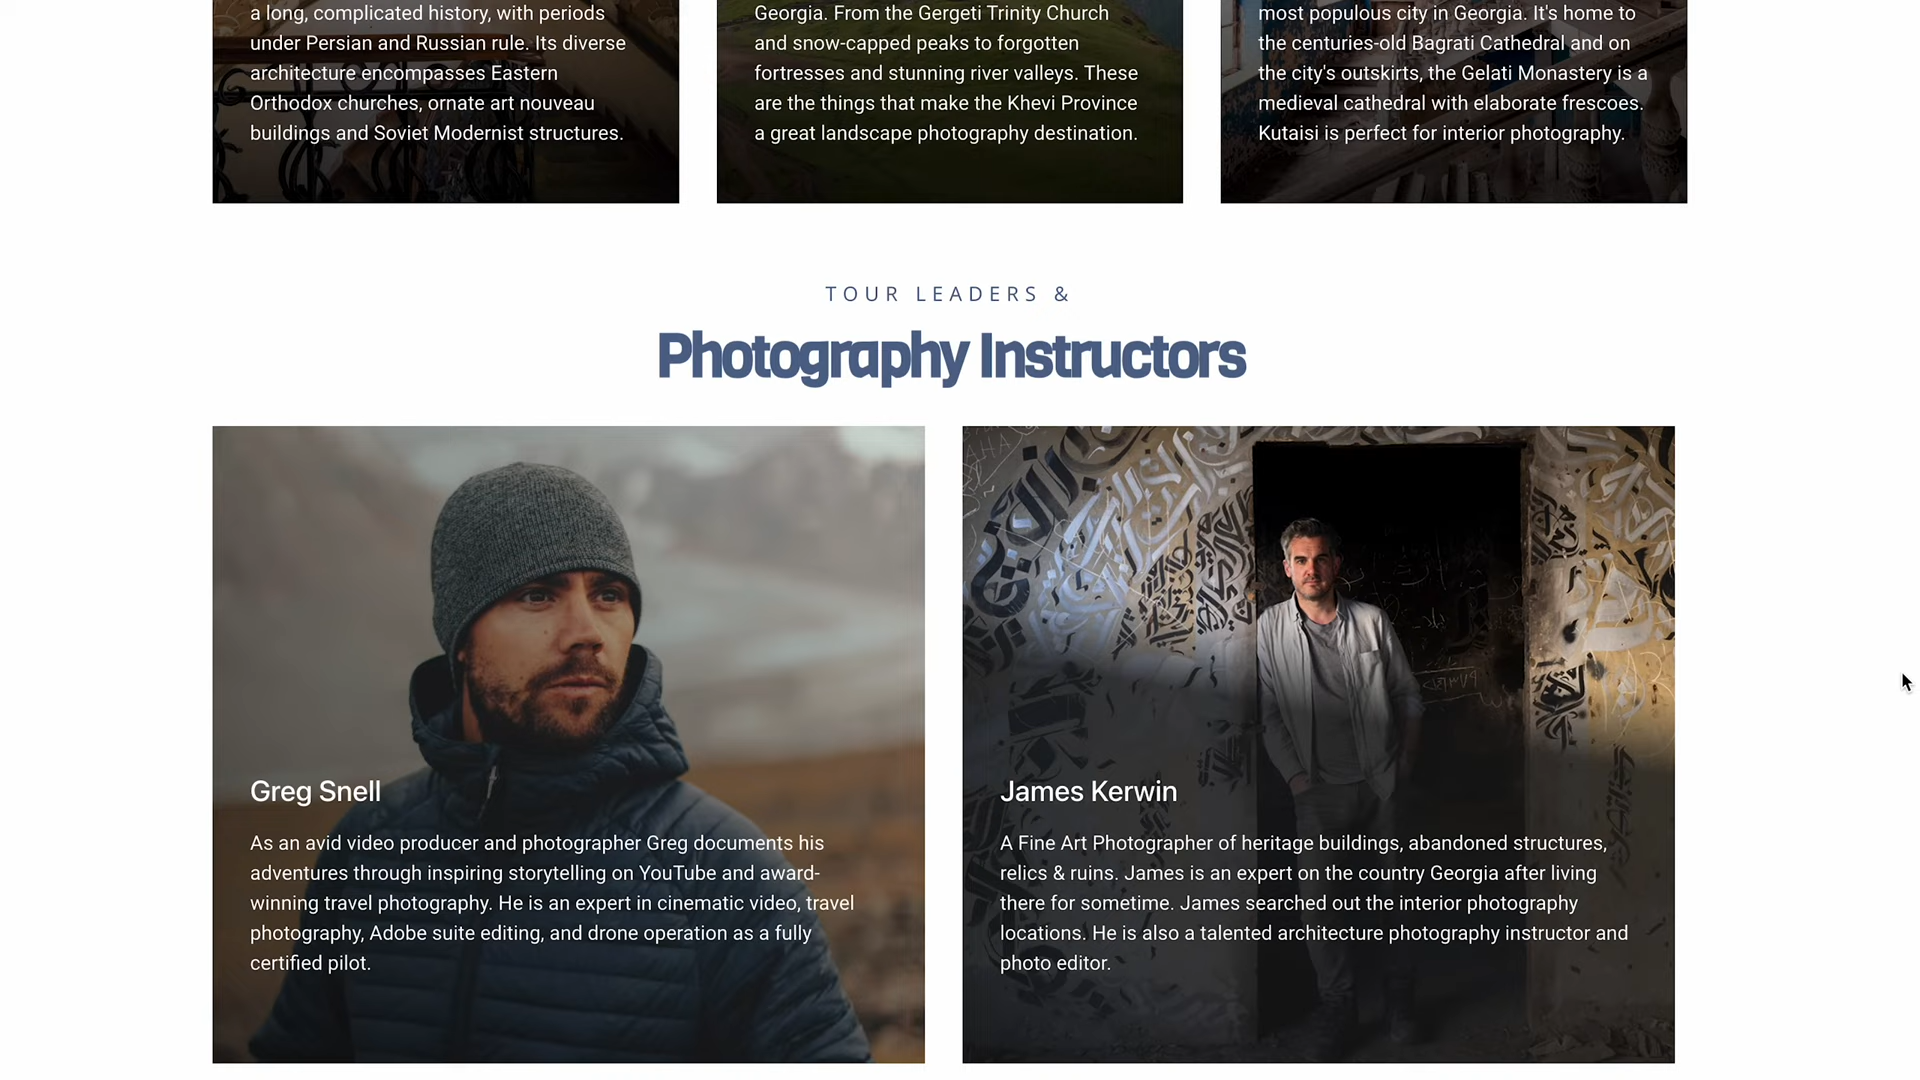 a long, complicated history, with periods
under Persian and Russian rule. Its diverse
architecture encompasses Eastern
Orthodox churches, ornate art nouveau
buildings and Soviet Modernist structures.
Georgia. From the Gergeti Trinity Church
and snow-capped peaks to forgotten
fortresses and stunning river valleys. These
are the things that make the Khevi Province
a great landscape photography destination.
most populous city in Georgia. It's home to
the centuries-old Bagrati Cathedral and on
the city's outskirts, the Gelati Monastery is a
medieval cathedral with elaborate frescoes.
Kutaisi is perfect for interior photography.
TOUR LEADERS &
Photography Instructors
Greg Snell
As an avid video producer and photographer Greg documents his
adventures through inspiring storytelling on YouTube and award-
winning travel photography. He is an expert in cinematic video, travel
photography, Adobe suite editing, and drone operation as a fully
certified pilot.
James Kerwin
A Fine Art Photographer of heritage buildings, abandoned structures,
relics & ruins. James is an expert on the country Georgia after living
there for sometime. James searched out the interior photography
locations. He is also a talented architecture photography instructor and
photo editor.